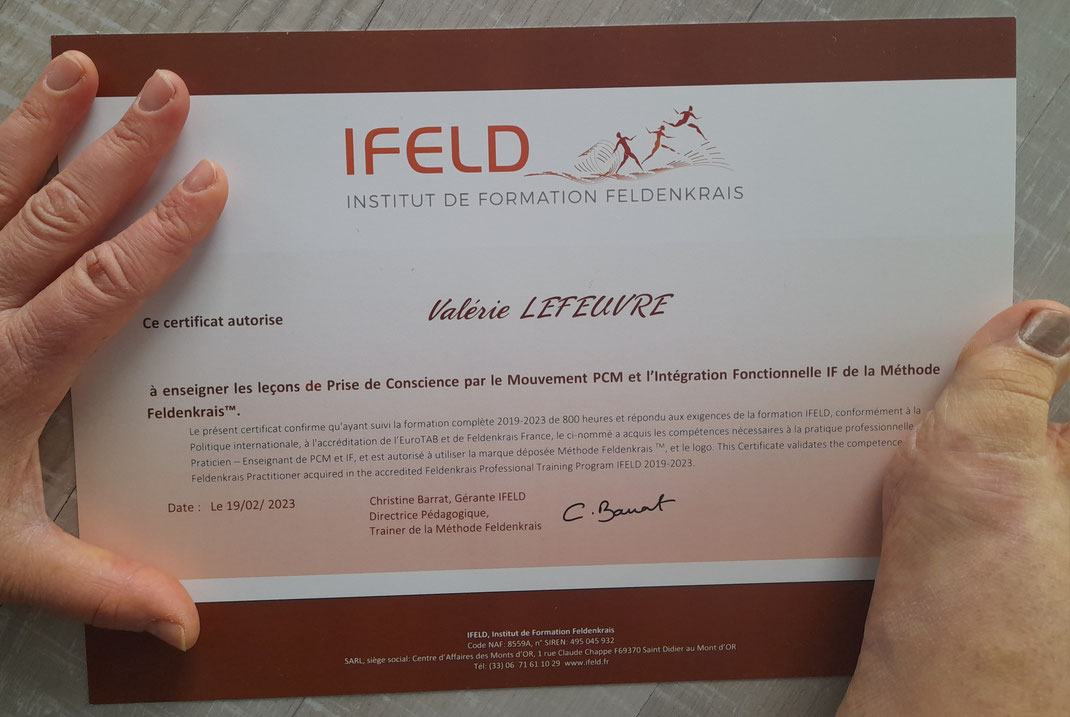 IFELD
INSTITUT DE FORMATION FELDENKRAIS
Ce certificat autorise
Valérie LEFEUVRE
à enseigner les leçons de Prise de Conscience par le Mouvement PCM et l'Intégration Fonctionnelle IF de la Méthode
Feldenkrais™.
Le présent certificat confirme qu'ayant suivi la formation complète 2019-2023 de 800 heures et répondu aux exigences de la formation IFELD, conformément à la
Politique internationale, à l'accréditation de l'EuroTAB et de Feldenkrais France, le ci-nommé a acquis les compétences nécessaires à la pratique professionnelle
Praticien – Enseignant de PCM et IF, et est autorisé à utiliser la marque déposée Méthode Feldenkrais ™, et le logo. This Certificate validates the competence
Feldenkrais Practitioner acquired in the accredited Feldenkrais Professional Training Program IFELD 2019-2023.
Date : Le 19/02/ 2023
Christine Barrat, Gérante IFELD
Directrice Pédagogique,
Trainer de la Méthode Feldenkrais
C. Barrat
IFELD, Institut de Formation Feldenkrais
Code NAF: 8559A, n° SIREN: 495 045 932
SARL, siège social: Centre d'Affaires des Monts d'OR, 1 rue Claude Chappe F69370 Saint Didier au Mont d'OR
Tél: (33) 06 71 61 10 29 www.ifeld.fr